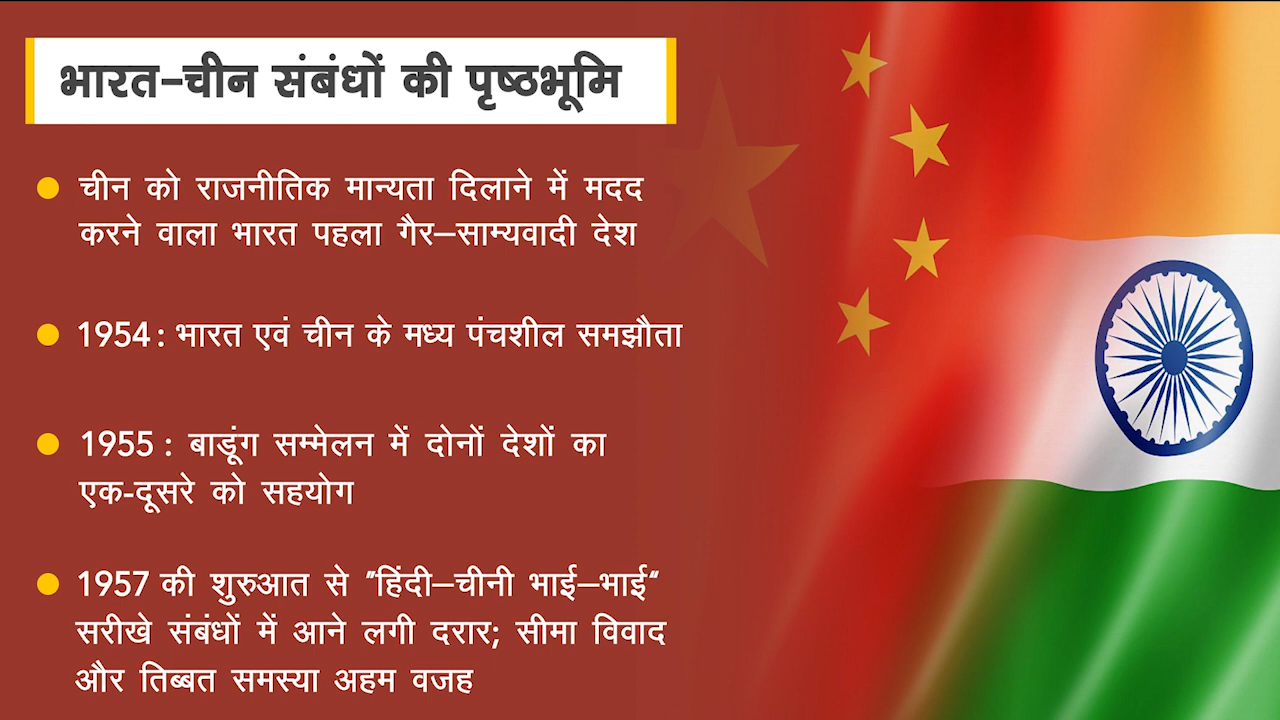 भारत-चीन संबंधों की पृष्ठभूमि
चीन को राजनीतिक मान्यता दिलाने में मदद
करने वाला भारत पहला गैर–साम्यवादी देश
1954 : भारत एवं चीन के मध्य पंचशील समझौता
1955 : बाडूंग सम्मेलन में दोनों देशों का
एक-दूसरे को सहयोग
1957 की शुरुआत से "हिंदी–चीनी भाई–भाई"
सरीखे संबंधों में आने लगी दरार; सीमा विवाद
और तिब्बत समस्या अहम वजह